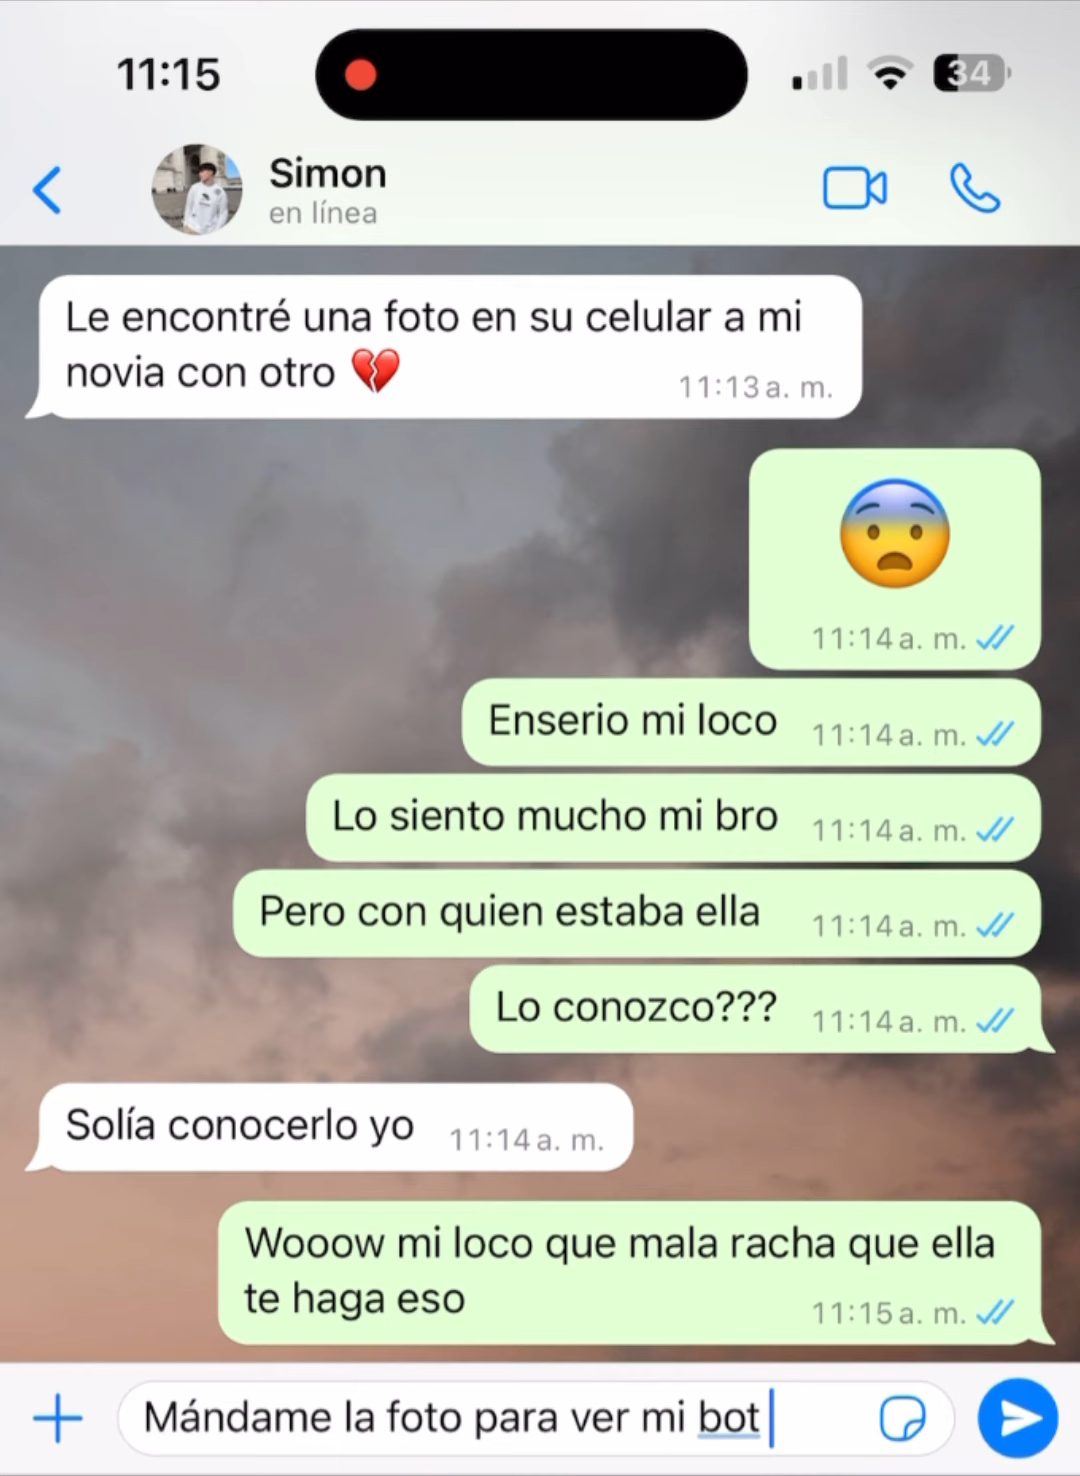 11:15
34
Simon
en línea
Le encontré una foto en su celular a mi
novia con otro 💔
11:13 a. m.
😨
11:14 a. m.
Enserio mi loco 11:14 a. m.
Lo siento mucho mi bro 11:14 a. m.
Pero con quien estaba ella 11:14 a. m.
Lo conozco??? 11:14 a. m.
Solía conocerlo yo 11:14 a. m.
Wooow mi loco que mala racha que ella
te haga eso 11:15 a. m.
Mándame la foto para ver mi bot